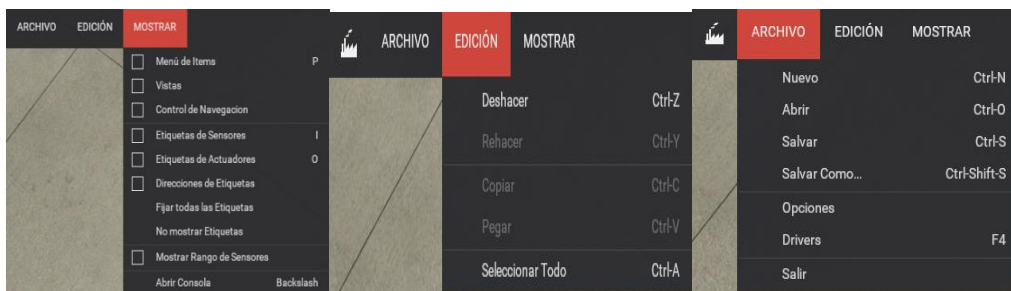 ARCHIVO EDICIÓN MOSTRAR
Menú de Items P
Vistas
Control de Navegacion
Etiquetas de Sensores I
Etiquetas de Actuadores O
Direcciones de Etiquetas
Fijar todas las Etiquetas
No mostrar Etiquetas
Mostrar Rango de Sensores
Abrir Consola Backslash
ARCHIVO EDICIÓN MOSTRAR
Deshacer Ctrl-Z
Rehacer Ctrl-Y
Copiar Ctrl-C
Pegar Ctrl-V
Seleccionar Todo Ctrl-A
ARCHIVO EDICIÓN MOSTRAR
Nuevo Ctrl-N
Abrir Ctrl-O
Salvar Ctrl-S
Salvar Como... Ctrl-Shift-S
Opciones
Drivers F4
Salir